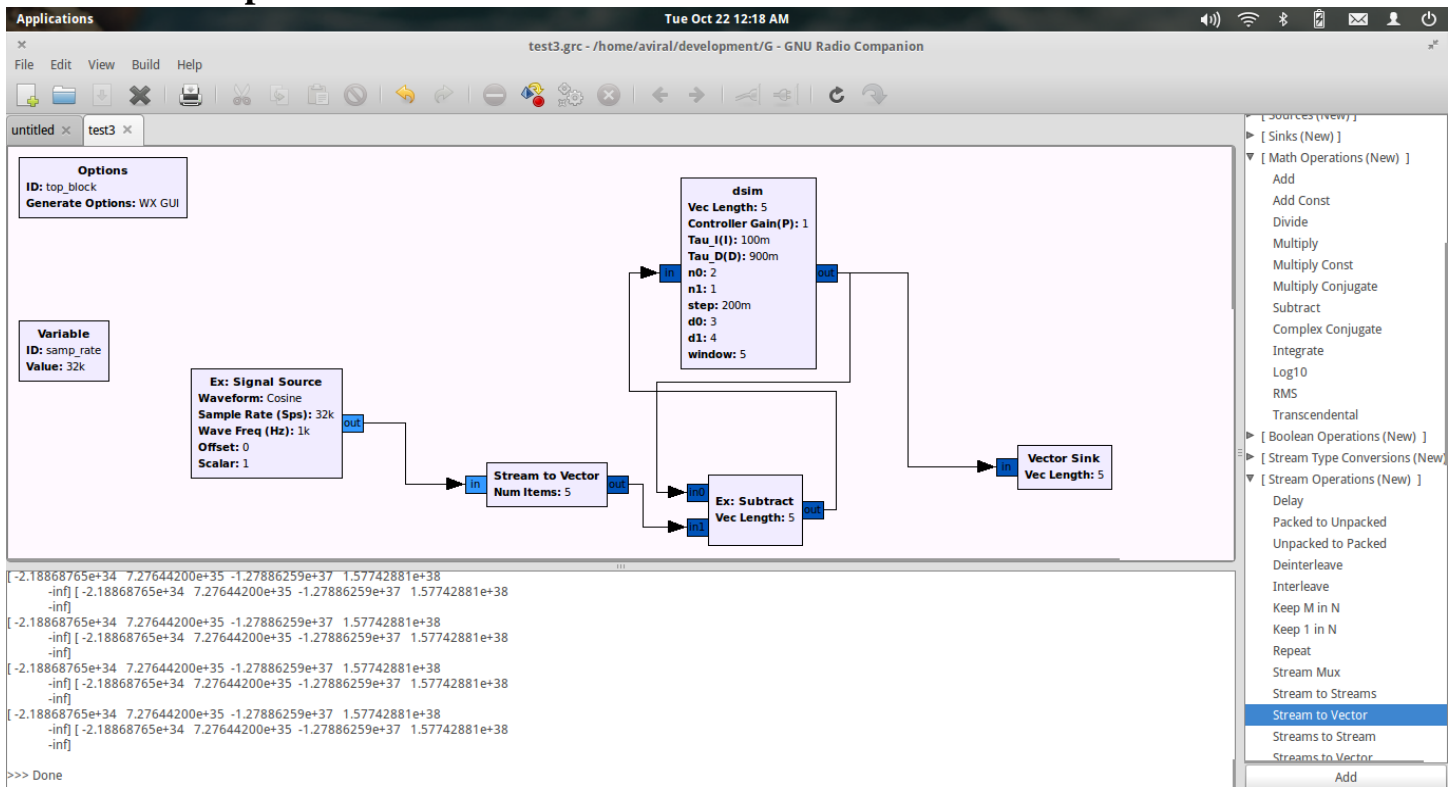 Applications
Tue Oct 22 12:18 AM
test3.grc - /home/aviral/development/G - GNU Radio Companion
File Edit View Build Help
untitled
test3
Options
ID: top_block
Generate Options: WX GUI
Variable
ID: samp_rate
Value: 32k
Ex: Signal Source
Waveform: Cosine
Sample Rate (Sps): 32k
Wave Freq (Hz): 1k
Offset: 0
Scalar: 1
out
in
Stream to Vector
Num Items: 5
out
dsim
Vec Length: 5
Controller Gain(P): 1
Tau_I(I): 100m
Tau_D(D): 900m
n0: 2
n1: 1
step: 200m
d0: 3
d1: 4
window: 5
in
out
in0
in1
Ex: Subtract
Vec Length: 5
out
in
Vector Sink
Vec Length: 5
[ Sources (New) ]
[ Sinks (New) ]
[ Math Operations (New) ]
Add
Add Const
Divide
Multiply
Multiply Const
Multiply Conjugate
Subtract
Complex Conjugate
Integrate
Log10
RMS
Transcendental
[ Boolean Operations (New) ]
[ Stream Type Conversions (New)
[ Stream Operations (New) ]
Delay
Packed to Unpacked
Unpacked to Packed
Deinterleave
Interleave
Keep M in N
Keep 1 in N
Repeat
Stream Mux
Stream to Streams
Stream to Vector
Streams to Stream
Streams to Vector
Add
[ -2.18868765e+34 7.27644200e+35 -1.27886259e+37 1.57742881e+38
-inf] [ -2.18868765e+34 7.27644200e+35 -1.27886259e+37 1.57742881e+38
-inf]
[ -2.18868765e+34 7.27644200e+35 -1.27886259e+37 1.57742881e+38
-inf] [ -2.18868765e+34 7.27644200e+35 -1.27886259e+37 1.57742881e+38
-inf]
[ -2.18868765e+34 7.27644200e+35 -1.27886259e+37 1.57742881e+38
-inf] [ -2.18868765e+34 7.27644200e+35 -1.27886259e+37 1.57742881e+38
-inf]
[ -2.18868765e+34 7.27644200e+35 -1.27886259e+37 1.57742881e+38
-inf] [ -2.18868765e+34 7.27644200e+35 -1.27886259e+37 1.57742881e+38
-inf]
>>> Done